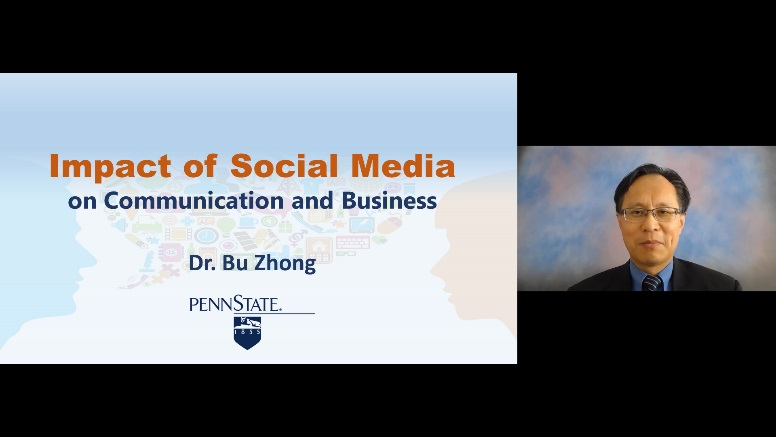 Impact of Social Media
on Communication and Business
Dr. Bu Zhong
PENNSTATE.
1855